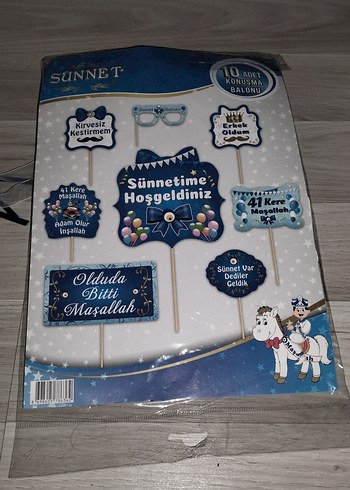 SÜNNET
10 ADET
KONUŞMA
BALONU
Kirvesiz
Kestirmem
Erkek
Oldum
Sünnetime
Hoşgeldiniz
41 Kere
Maşallah
Adam Olur
İnşallah
41 Kere
Maşallah
Olduda
Bitti
Maşallah
Sünnet Var
Dediler
Geldik